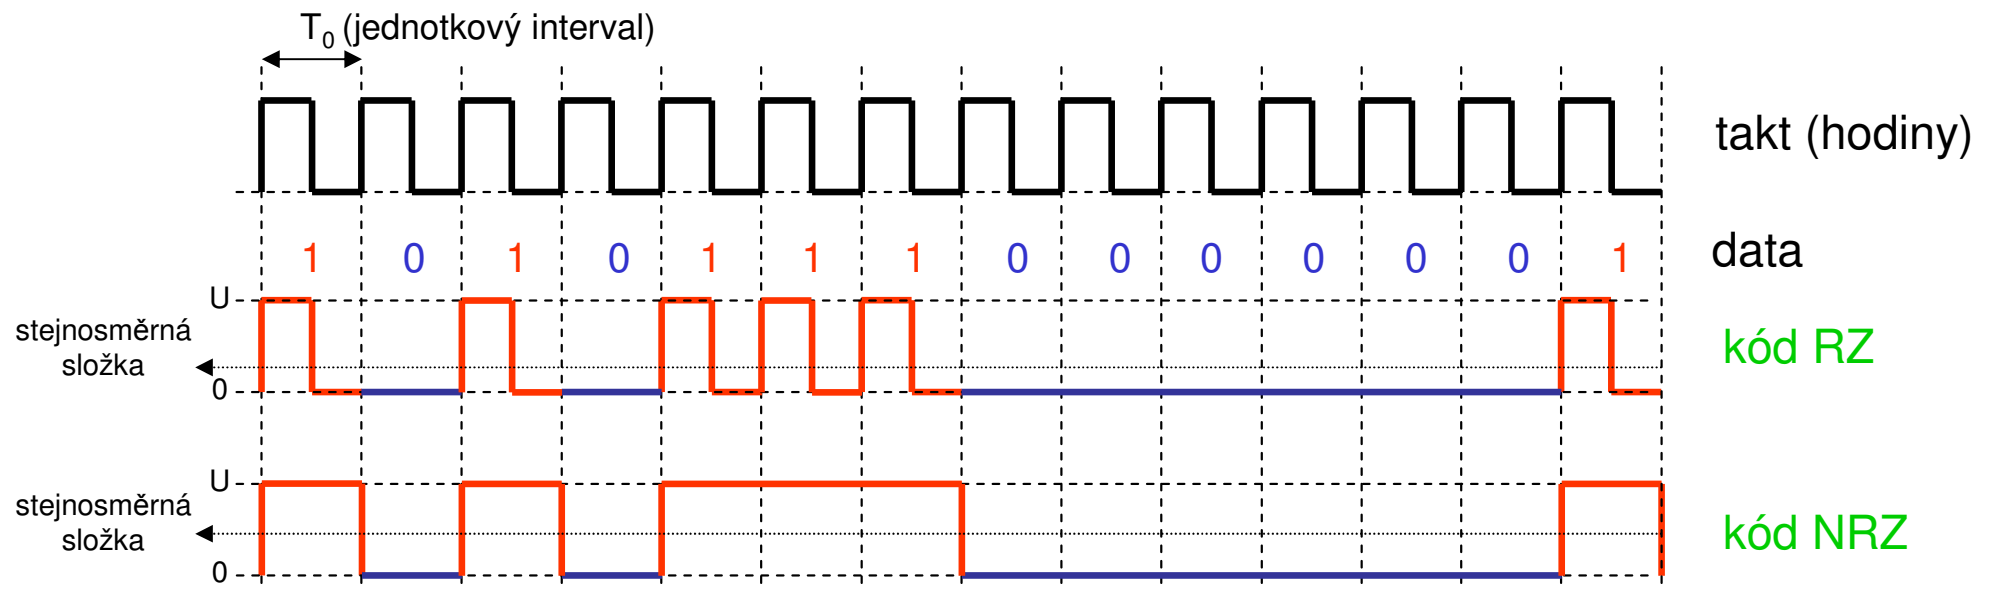 T0 (jednotkový interval)
takt (hodiny)
1 0 1 0 1 1 1 0 0 0 0 0 0 1
data
U
stejnosměrná
složka
0
kód RZ
U
stejnosměrná
složka
0
kód NRZ